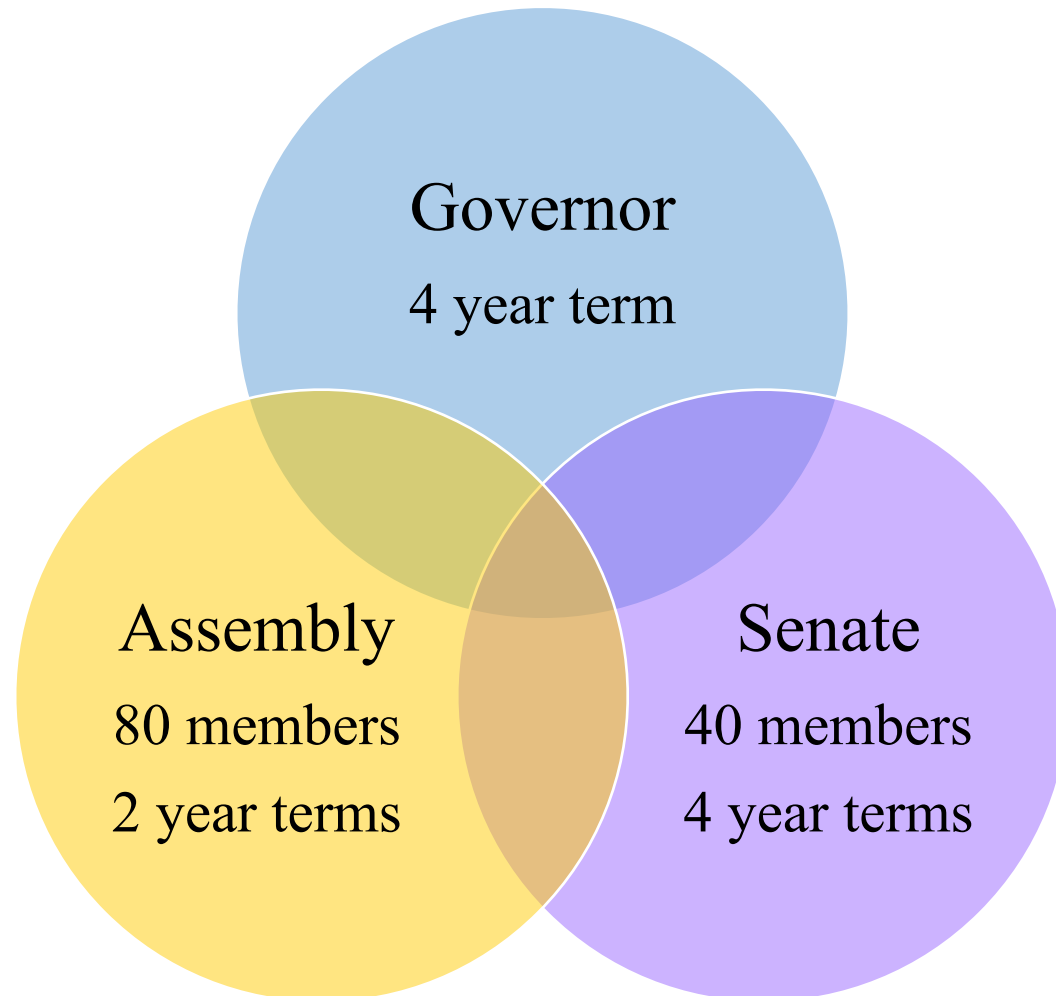 Governor
4 year term
Assembly
80 members
2 year terms
Senate
40 members
4 year terms